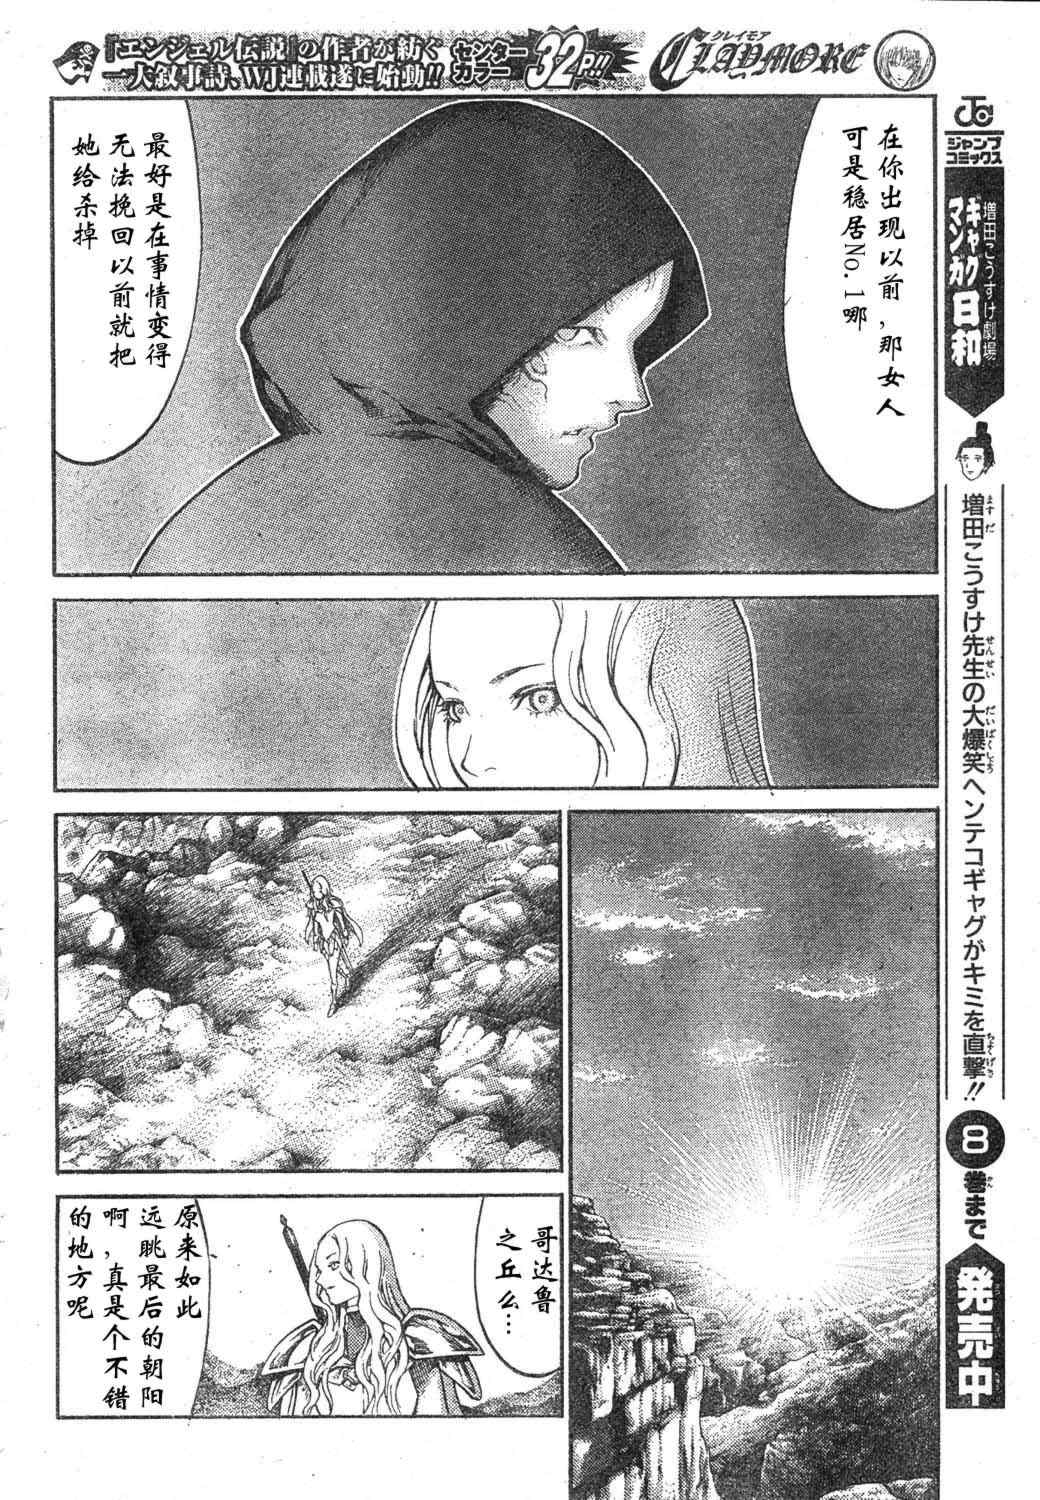 『エンジェル伝説』の作者が紡ぐ
一大叙事詩、WJ連載遂に始動!!
センター
カラー
32P!!
クレイモア
CLAYMORE
在你出现以前,那女人
可是稳居No.1哪
最好是在事情变得
无法挽回以前就把
她给杀掉
哥达鲁
之丘么…
原来如此
远眺最后的朝阳
啊,真是个不错
的地方呢
JC
ジャンプ
コミックス
増田こうすけ劇場
ギャグ
マンガ
日和
増田こうすけ先生の大爆笑ヘンテコギャグがキミを直撃!!
8
巻まで
発売中